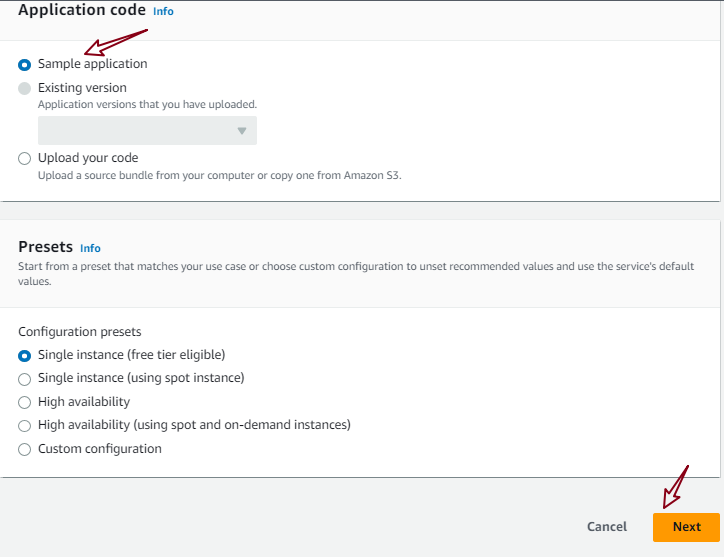 Application code Info
Sample application
Existing version
Application versions that you have uploaded.
Upload your code
Upload a source bundle from your computer or copy one from Amazon S3.
Presets Info
Start from a preset that matches your use case or choose custom configuration to unset recommended values and use the service's default
values.
Configuration presets
Single instance (free tier eligible)
Single instance (using spot instance)
High availability
High availability (using spot and on-demand instances)
Custom configuration
Cancel Next